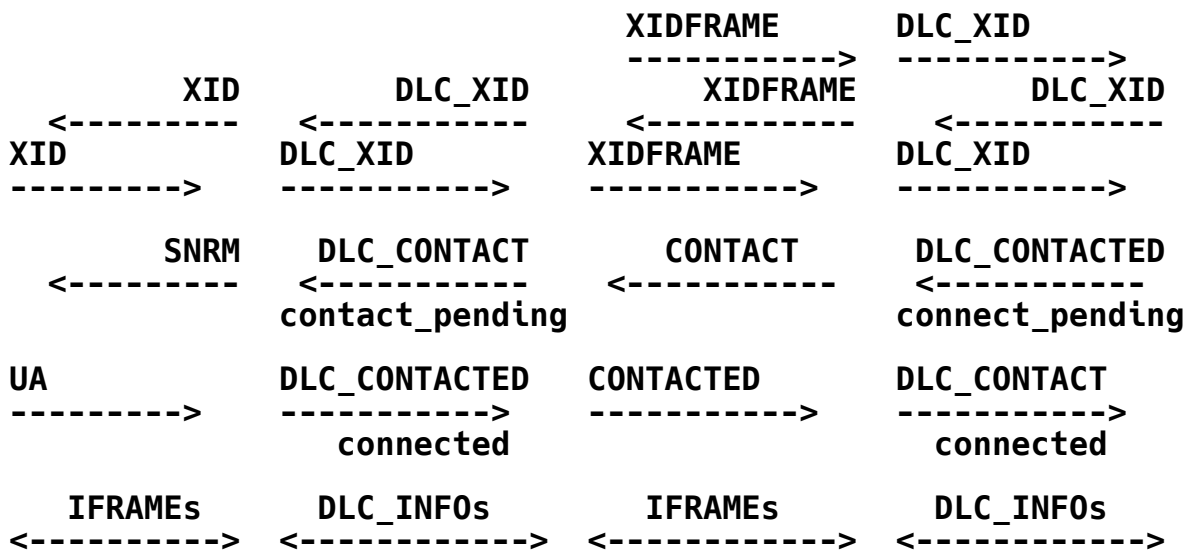 XIDFRAME DLC_XID
-----------> ----------->
XID DLC_XID XIDFRAME DLC_XID
<--------- <----------- <----------- <-----------
XID DLC_XID XIDFRAME DLC_XID
---------> -----------> -----------> ----------->
SNRM DLC_CONTACT CONTACT DLC_CONTACTED
<--------- <----------- <----------- <-----------
contact_pending connect_pending
UA DLC_CONTACTED CONTACTED DLC_CONTACT
---------> -----------> -----------> ----------->
connected connected
IFRAMEs DLC_INFOs IFRAMEs DLC_INFOs
<----------> <------------> <------------> <------------>